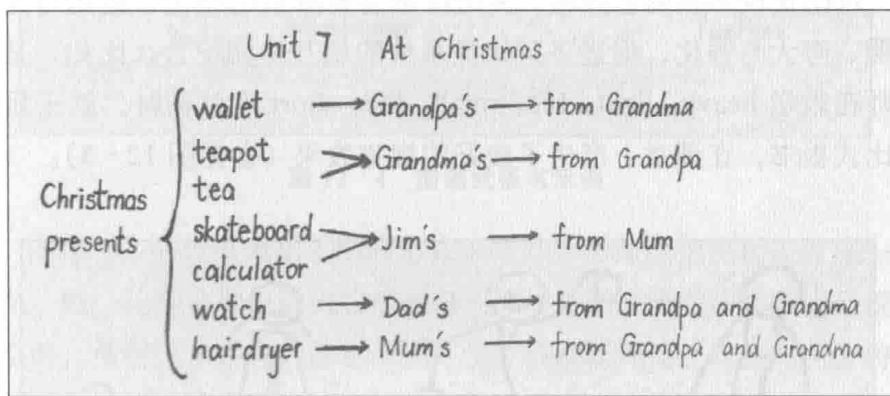 Unit 7 At Christmas
wallet → Grandpa's → from Grandma
teapot → Grandma's → from Grandpa
tea
Christmas presents
skateboard → Jim's → from Mum
calculator
watch → Dad's → from Grandpa and Grandma
hairdryer → Mum's → from Grandpa and Grandma